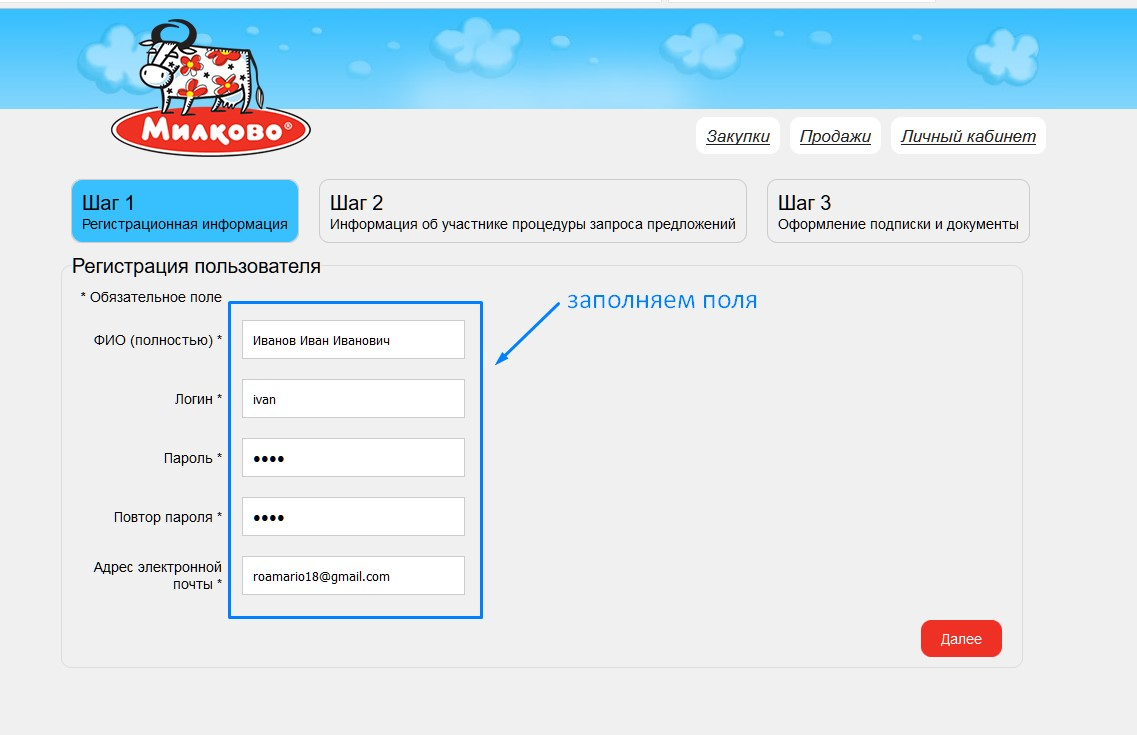 Милково®
Закупки Продажи Личный кабинет
Шаг 1
Регистрационная информация
Шаг 2
Информация об участнике процедуры запроса предложений
Шаг 3
Оформление подписки и документы
Регистрация пользователя
* Обязательное поле
заполняем поля
ФИО (полностью) * Иванов Иван Иванович
Логин * ivan
Пароль * ••••
Повтор пароля * ••••
Адрес электронной
почты * roamario18@gmail.com
Далее